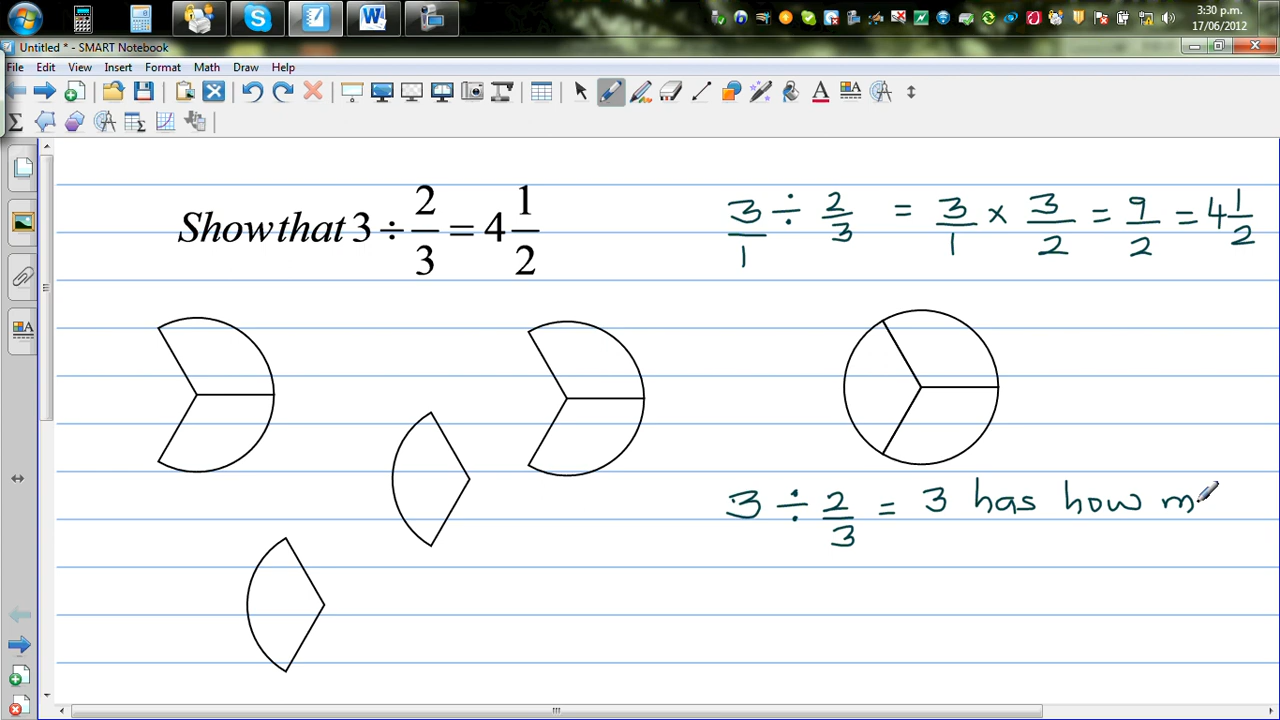 3:30 p.m.
17/06/2012
Untitled * - SMART Notebook
File Edit View Insert Format Math Draw Help
Show that 3 ÷ 2/3 = 4 1/2
3/1 ÷ 2/3 = 3/1 × 3/2 = 9/2 = 4 1/2
3 ÷ 2/3 = 3 has how m